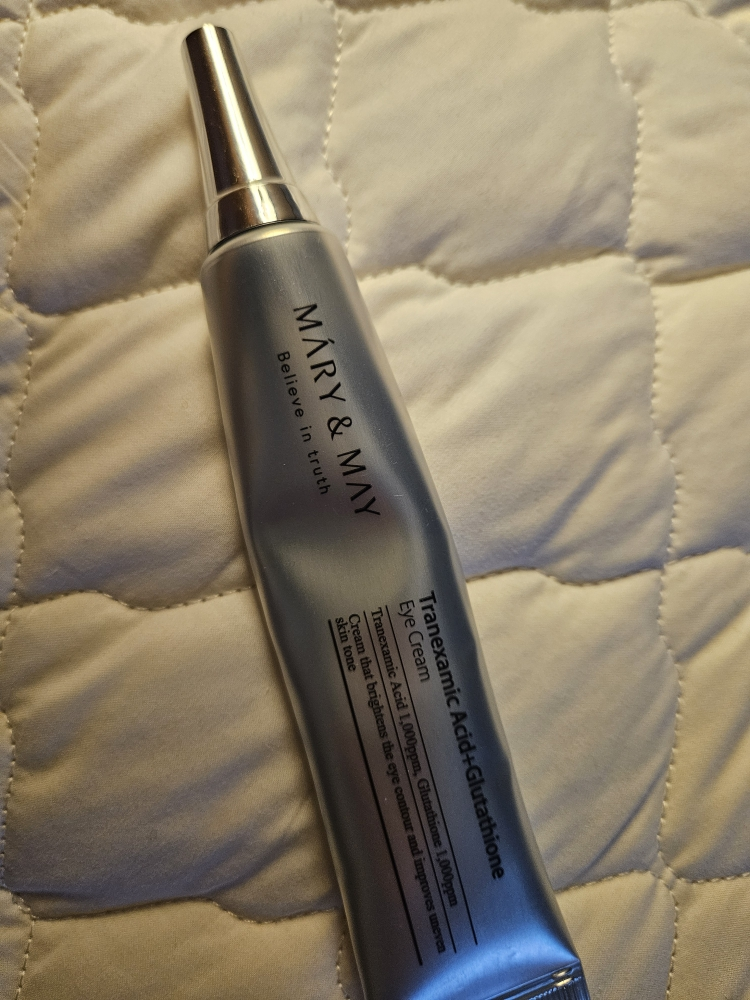 MÁRY & MAY
Believe in truth
Tranexamic Acid+Glutathione
Eye Cream
Tranexamic Acid 1,000ppm, Glutathione 1,000ppm
Cream that brightens the eye contour and improves uneven
skin tone